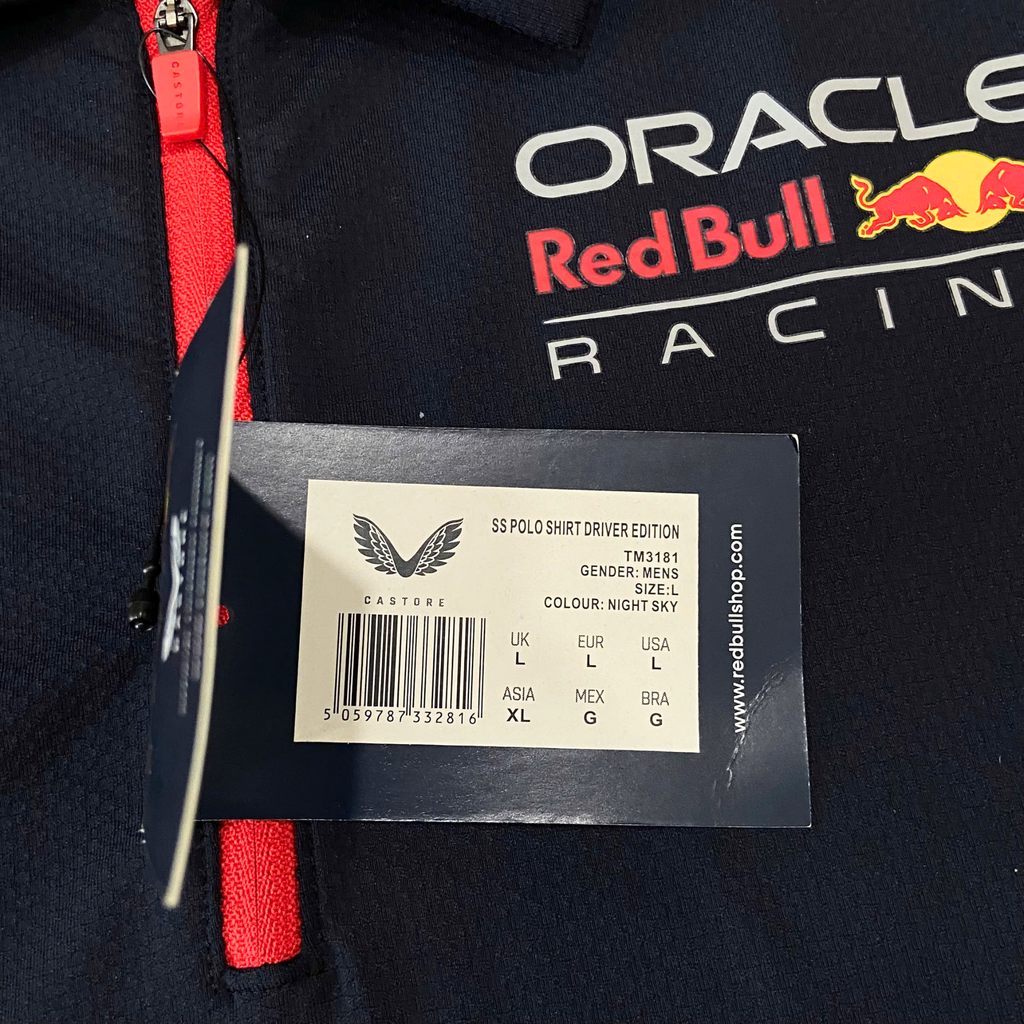 CASTORE
ORACLE
Red Bull
RACIN
SS POLO SHIRT DRIVER EDITION
TM3181
GENDER: MENS
SIZE:L
COLOUR: NIGHT SKY
CASTORE
UK EUR USA
L L L
ASIA MEX BRA
XL G G
5 059787 332816
www.redbullshop.com